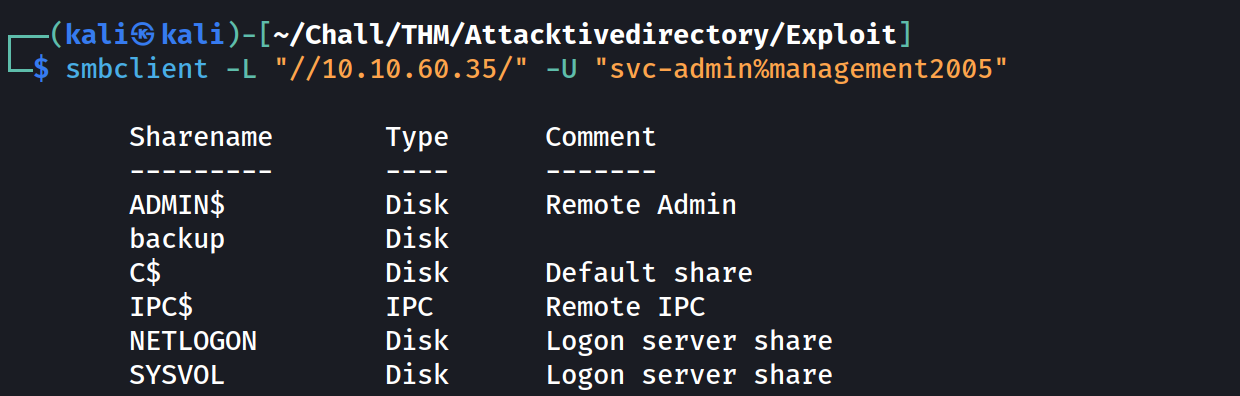 ┌──(kali㉿kali)-[~/Chall/THM/Attacktivedirectory/Exploit]
└─$ smbclient -L "//10.10.60.35/" -U "svc-admin%management2005"
Sharename Type Comment
--------- ---- -------
ADMIN$ Disk Remote Admin
backup Disk
C$ Disk Default share
IPC$ IPC Remote IPC
NETLOGON Disk Logon server share
SYSVOL Disk Logon server share